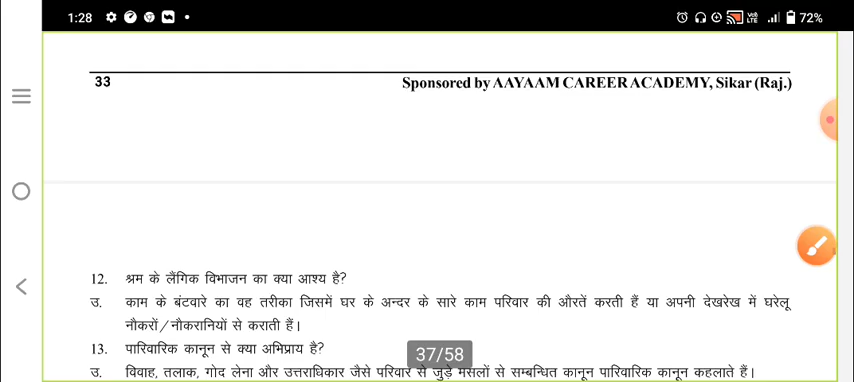 1:28 72%
33 Sponsored by AAYAAM CAREER ACADEMY, Sikar (Raj.)
12. श्रम के लैंगिक विभाजन का क्या आश्य है?
उ. काम के बंटवारे का वह तरीका जिसमें घर के अन्दर के सारे काम परिवार की औरतें करती हैं या अपनी देखरेख में घरेलू
नौकरों/नौकरानियों से कराती हैं।
13. पारिवारिक कानून से क्या अभिप्राय है?
37/58
उ. विवाह, तलाक, गोद लेना और उत्तराधिकार जैसे परिवार से जुड़े मसलों से सम्बन्धित कानून पारिवारिक कानून कहलाते हैं।